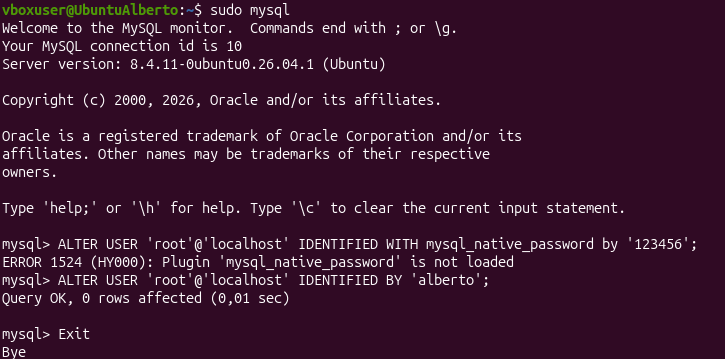 vboxuser@UbuntuAlberto:~$ sudo mysql
Welcome to the MySQL monitor.  Commands end with ; or \g.
Your MySQL connection id is 10
Server version: 8.4.11-0ubuntu0.26.04.1 (Ubuntu)
Copyright (c) 2000, 2026, Oracle and/or its affiliates.
Oracle is a registered trademark of Oracle Corporation and/or its
affiliates. Other names may be trademarks of their respective
owners.
Type 'help;' or '\h' for help. Type '\c' to clear the current input statement.
mysql> ALTER USER 'root'@'localhost' IDENTIFIED WITH mysql_native_password by '123456';
ERROR 1524 (HY000): Plugin 'mysql_native_password' is not loaded
mysql> ALTER USER 'root'@'localhost' IDENTIFIED BY 'alberto';
Query OK, 0 rows affected (0,01 sec)
mysql> Exit
Bye